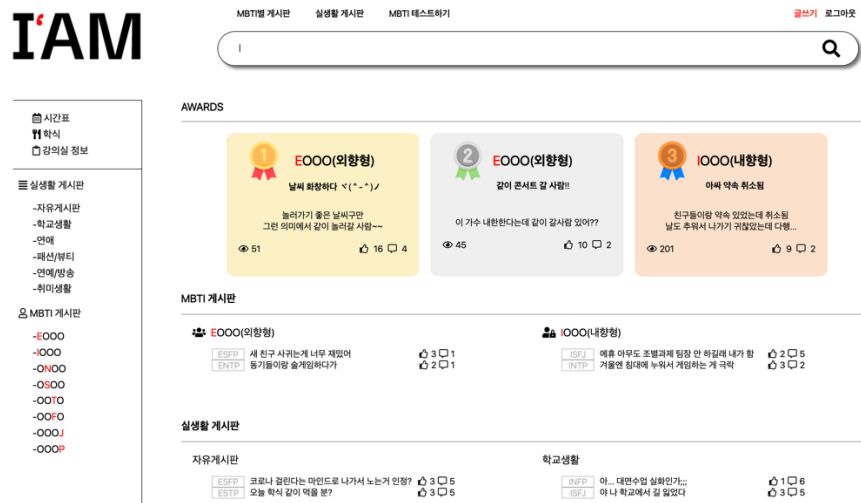 I'AM
MBTI별 게시판 실생활 게시판 MBTI 테스트하기
글쓰기 로그아웃
시간표
학식
강의실 정보
실생활 게시판
-자유게시판
-학교생활
-연애
-패션/뷰티
-연예/방송
-취미생활
MBTI 게시판
-EOOO
-IOOO
-ONOO
-OSOO
-OOTO
-OOFO
-OOOJ
-OOOP
AWARDS
1
EOOO(외향형)
날씨 화창하다 ヾ(^-^)ノ
놀러가기 좋은 날씨구만
그런 의미에서 같이 놀러갈 사람~~
51 16 4
2
EOOO(외향형)
같이 콘서트 갈 사람!!
이 가수 내한한다는데 같이 갈사람 있어??
45 10 2
3
IOOO(내향형)
아싸 약속 취소됨
친구들이랑 약속 있었는데 취소됨
날도 추워서 나가기 귀찮았는데 다행...
201 9 2
MBTI 게시판
EOOO(외향형)
ESFP 새 친구 사귀는게 너무 재밌어 3 1
ENTP 동기들이랑 술게임하다가 2 1
IOOO(내향형)
ISFJ 에휴 아무도 조별과제 팀장 안 하길래 내가 함 2 5
INTP 겨울엔 침대에 누워서 게임하는 게 극락 3 2
실생활 게시판
자유게시판
ESFP 코로나 걸린다는 마인드로 나가서 노는거 인정? 3 5
ESTP 오늘 학식 같이 먹을 분? 3 5
학교생활
INFP 아... 대면수업 실화인가;;; 1 6
ISFJ 야 나 학교에서 길 잃었다 3 5